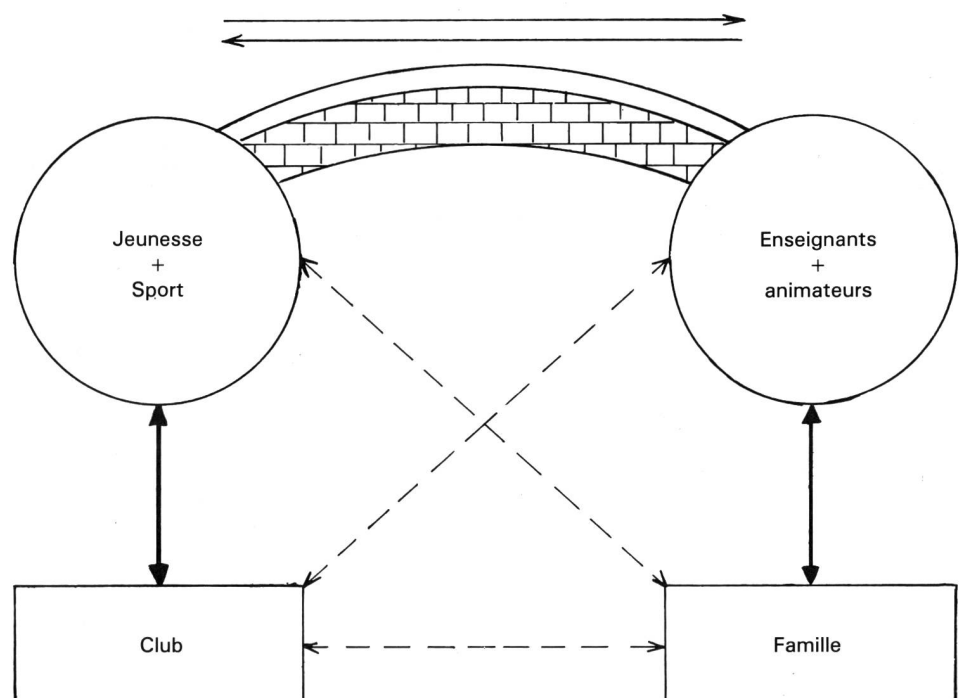 Jeunesse
+
Sport
Enseignants
+
animateurs
Club
Famille